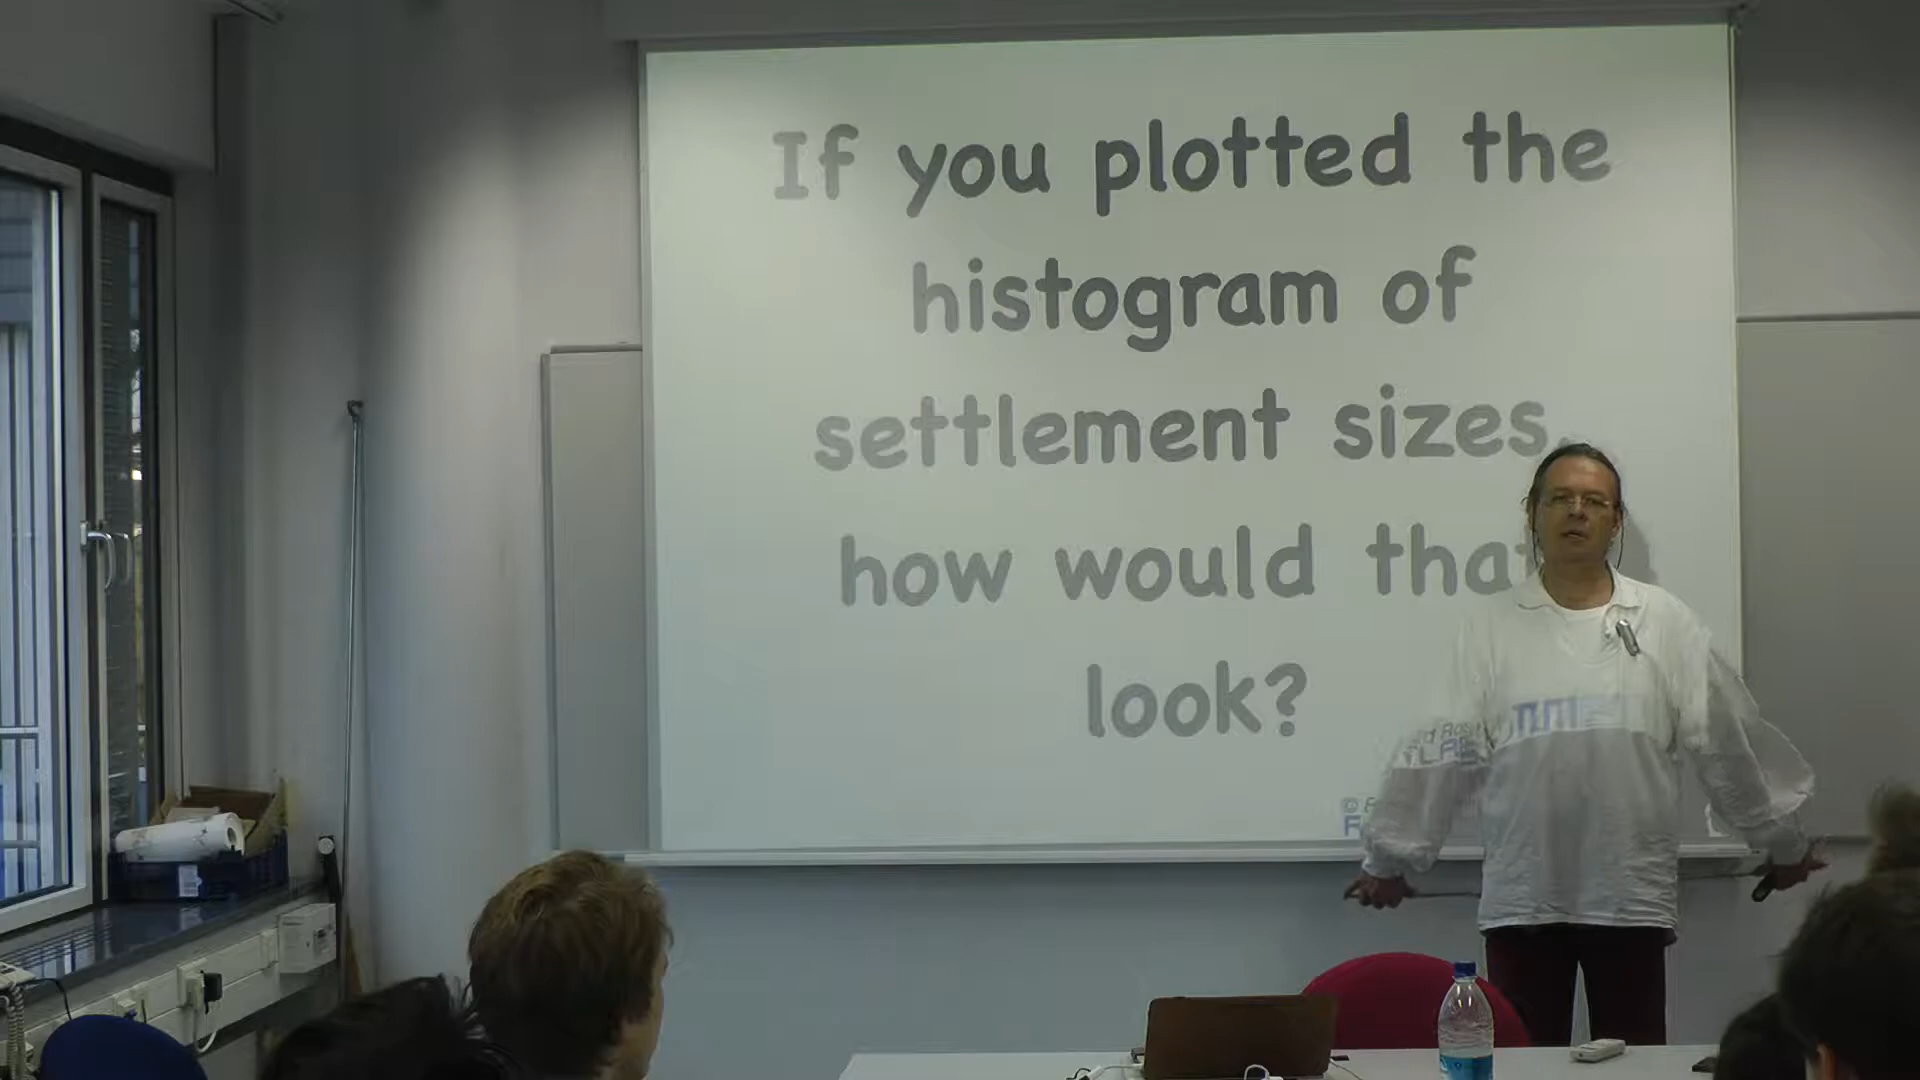 If you plotted the
histogram of
settlement sizes,
how would that
look?
©